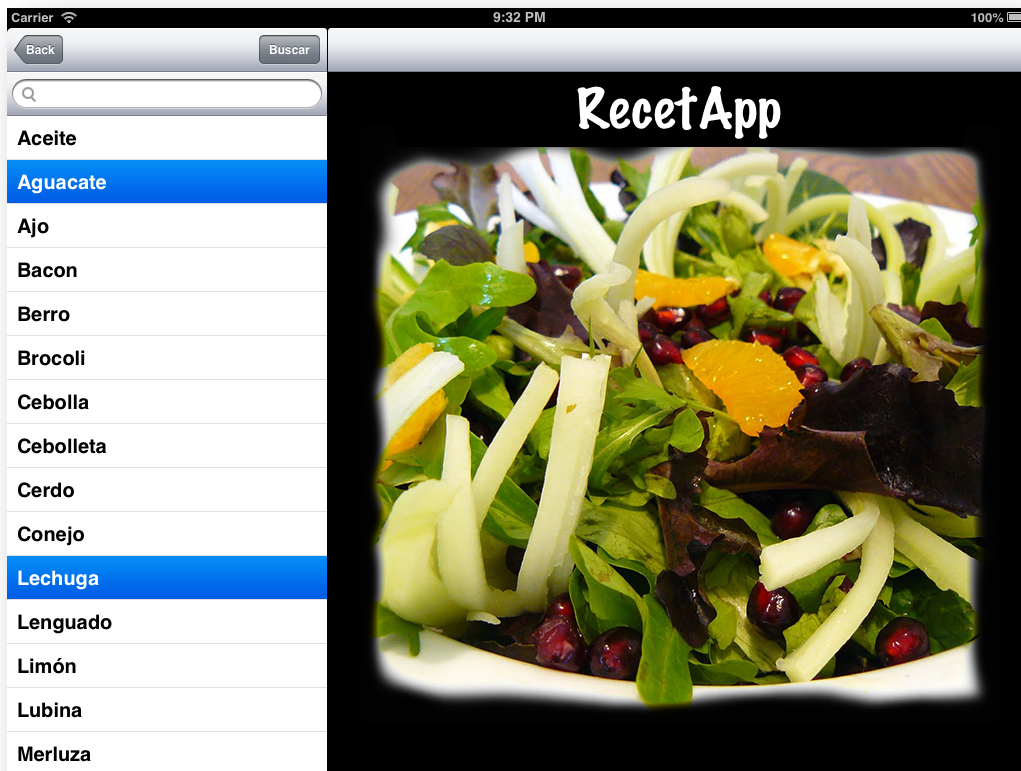 Carrier 9:32 PM 100%
Back Buscar
RecetApp
Aceite
Aguacate
Ajo
Bacon
Berro
Brocoli
Cebolla
Cebolleta
Cerdo
Conejo
Lechuga
Lenguado
Limón
Lubina
Merluza